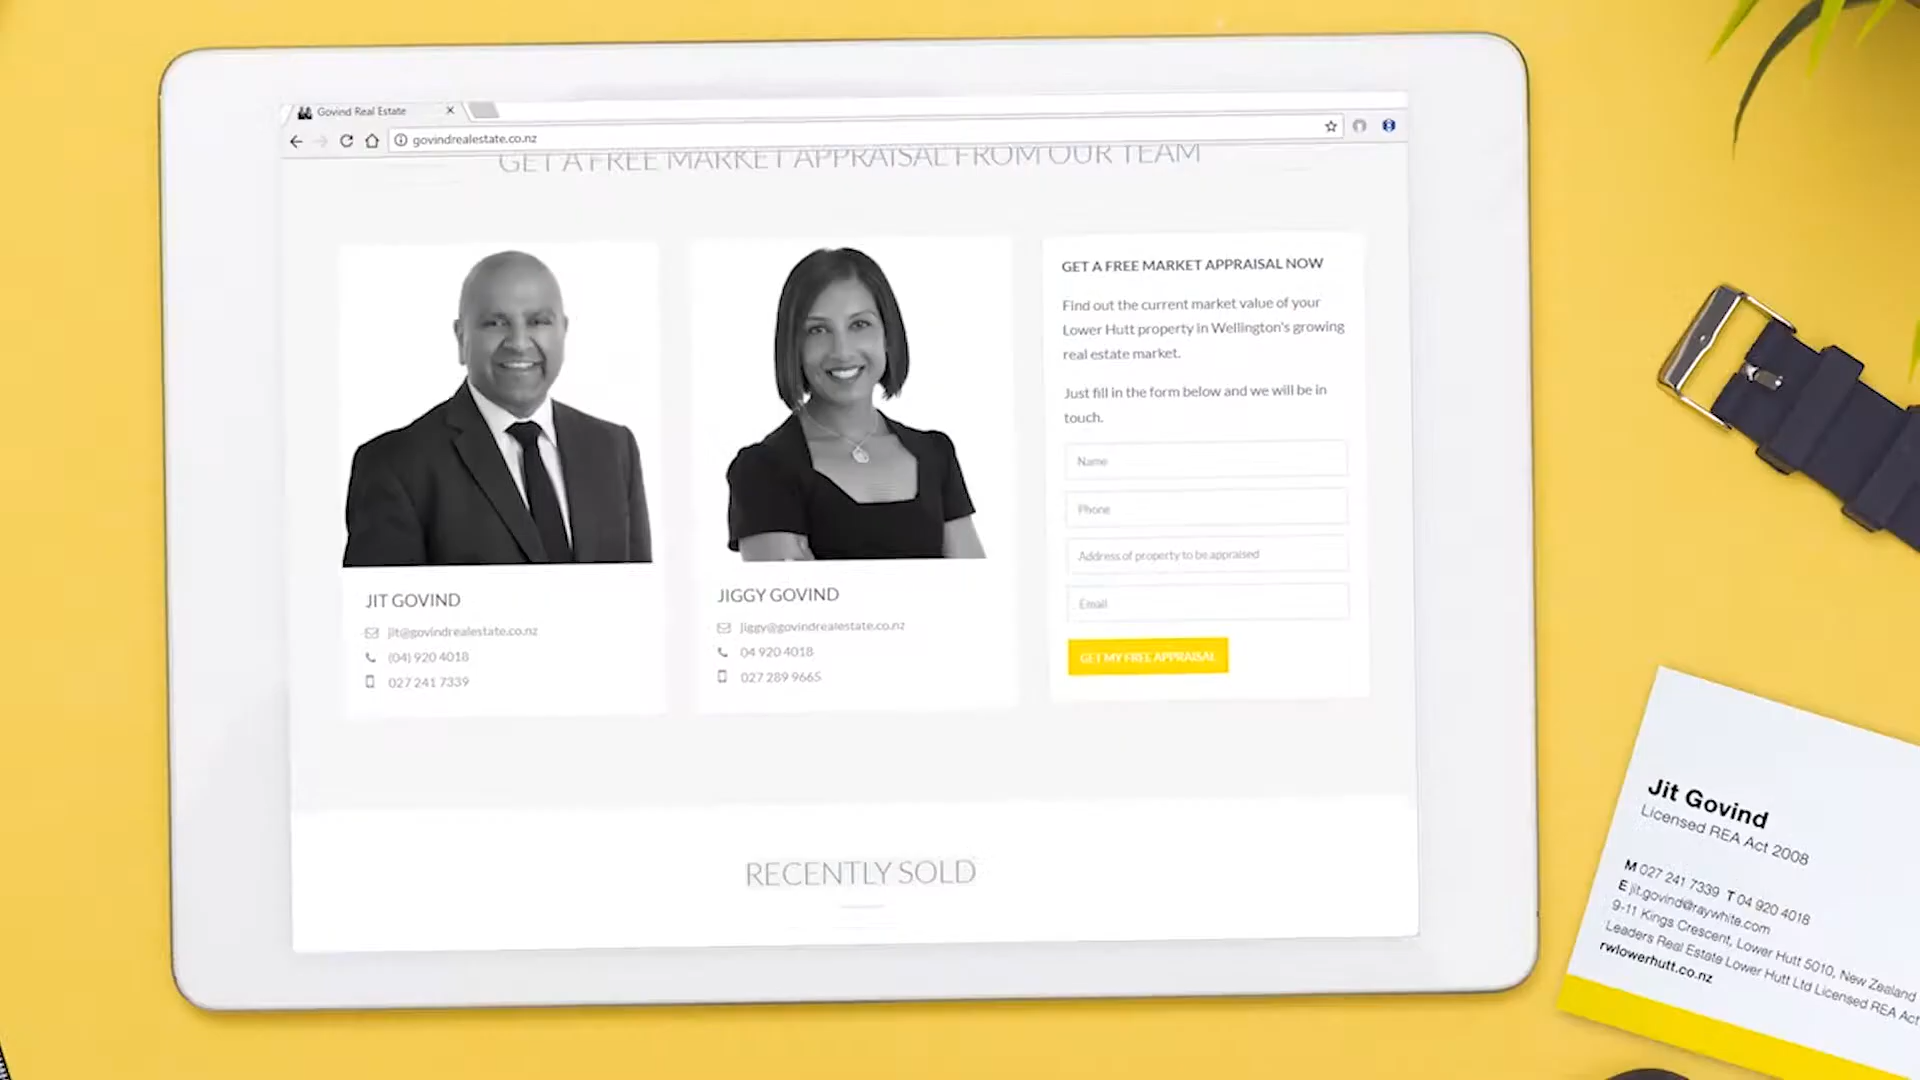 Govind Real Estate
govindrealestate.co.nz
GET A FREE MARKET APPRAISAL FROM OUR TEAM
JIT GOVIND
jit@govindrealestate.co.nz
(04) 920 4018
027 241 7339
JIGGY GOVIND
Jiggy@govindrealestate.co.nz
04 920 4018
027 289 9665
GET A FREE MARKET APPRAISAL NOW
Find out the current market value of your
Lower Hutt property in Wellington's growing
real estate market.
Just fill in the form below and we will be in
touch.
Name
Phone
Address of property to be appraised
Email
GET MY FREE APPRAISAL
RECENTLY SOLD
Jit Govind
Licensed REA Act 2008
M 027 241 7339 T 04 920 4018
E jit.govind@raywhite.com
9-11 Kings Crescent, Lower Hutt 5010, New Zealand
Leaders Real Estate Lower Hutt Ltd Licensed REA Act
rwlowerhutt.co.nz